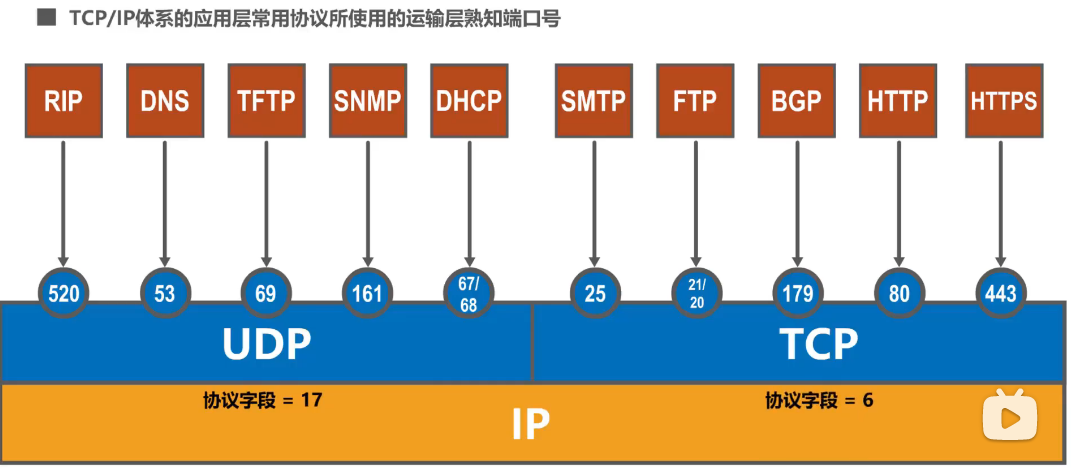 TCP/IP体系的应用层常用协议所使用的运输层熟知端口号
RIP DNS TFTP SNMP DHCP SMTP FTP BGP HTTP HTTPS
520 53 69 161 67/68 25 21/20 179 80 443
UDP TCP
协议字段 = 17 协议字段 = 6
IP